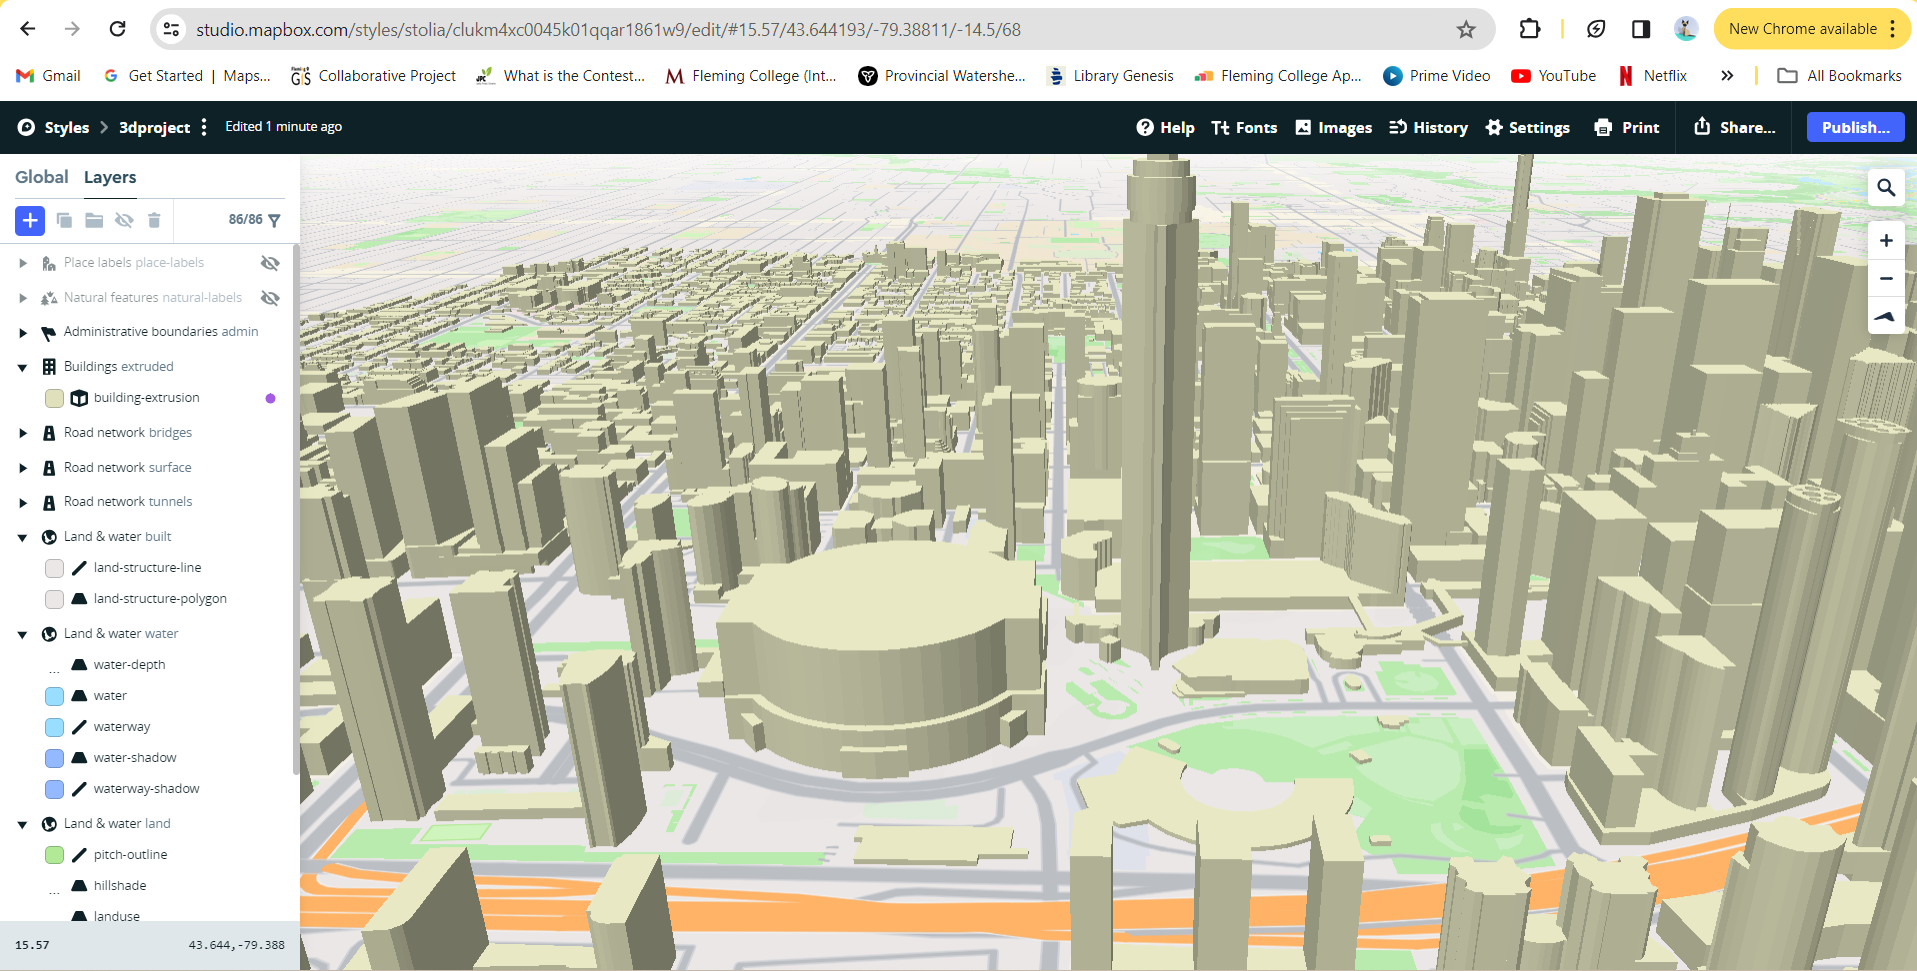 studio.mapbox.com/styles/stolia/clukm4xc0045k01qqar1861w9/edit/#15.57/43.644193/-79.38811/-14.5/68
New Chrome available
Gmail
Get Started | Maps...
Collaborative Project
What is the Contest...
Fleming College (Int...
Provincial Watershe...
Library Genesis
Fleming College Ap...
Prime Video
YouTube
Netflix
All Bookmarks
Styles
3dproject
Edited 1 minute ago
Help
Fonts
Images
History
Settings
Print
Share...
Publish...
Global
Layers
86/86
Place labels place-labels
Natural features natural-labels
Administrative boundaries admin
Buildings extruded
building-extrusion
Road network bridges
Road network surface
Road network tunnels
Land & water built
land-structure-line
land-structure-polygon
Land & water water
... water-depth
water
waterway
water-shadow
waterway-shadow
Land & water land
pitch-outline
... hillshade
landuse
15.57
43.644,-79.388